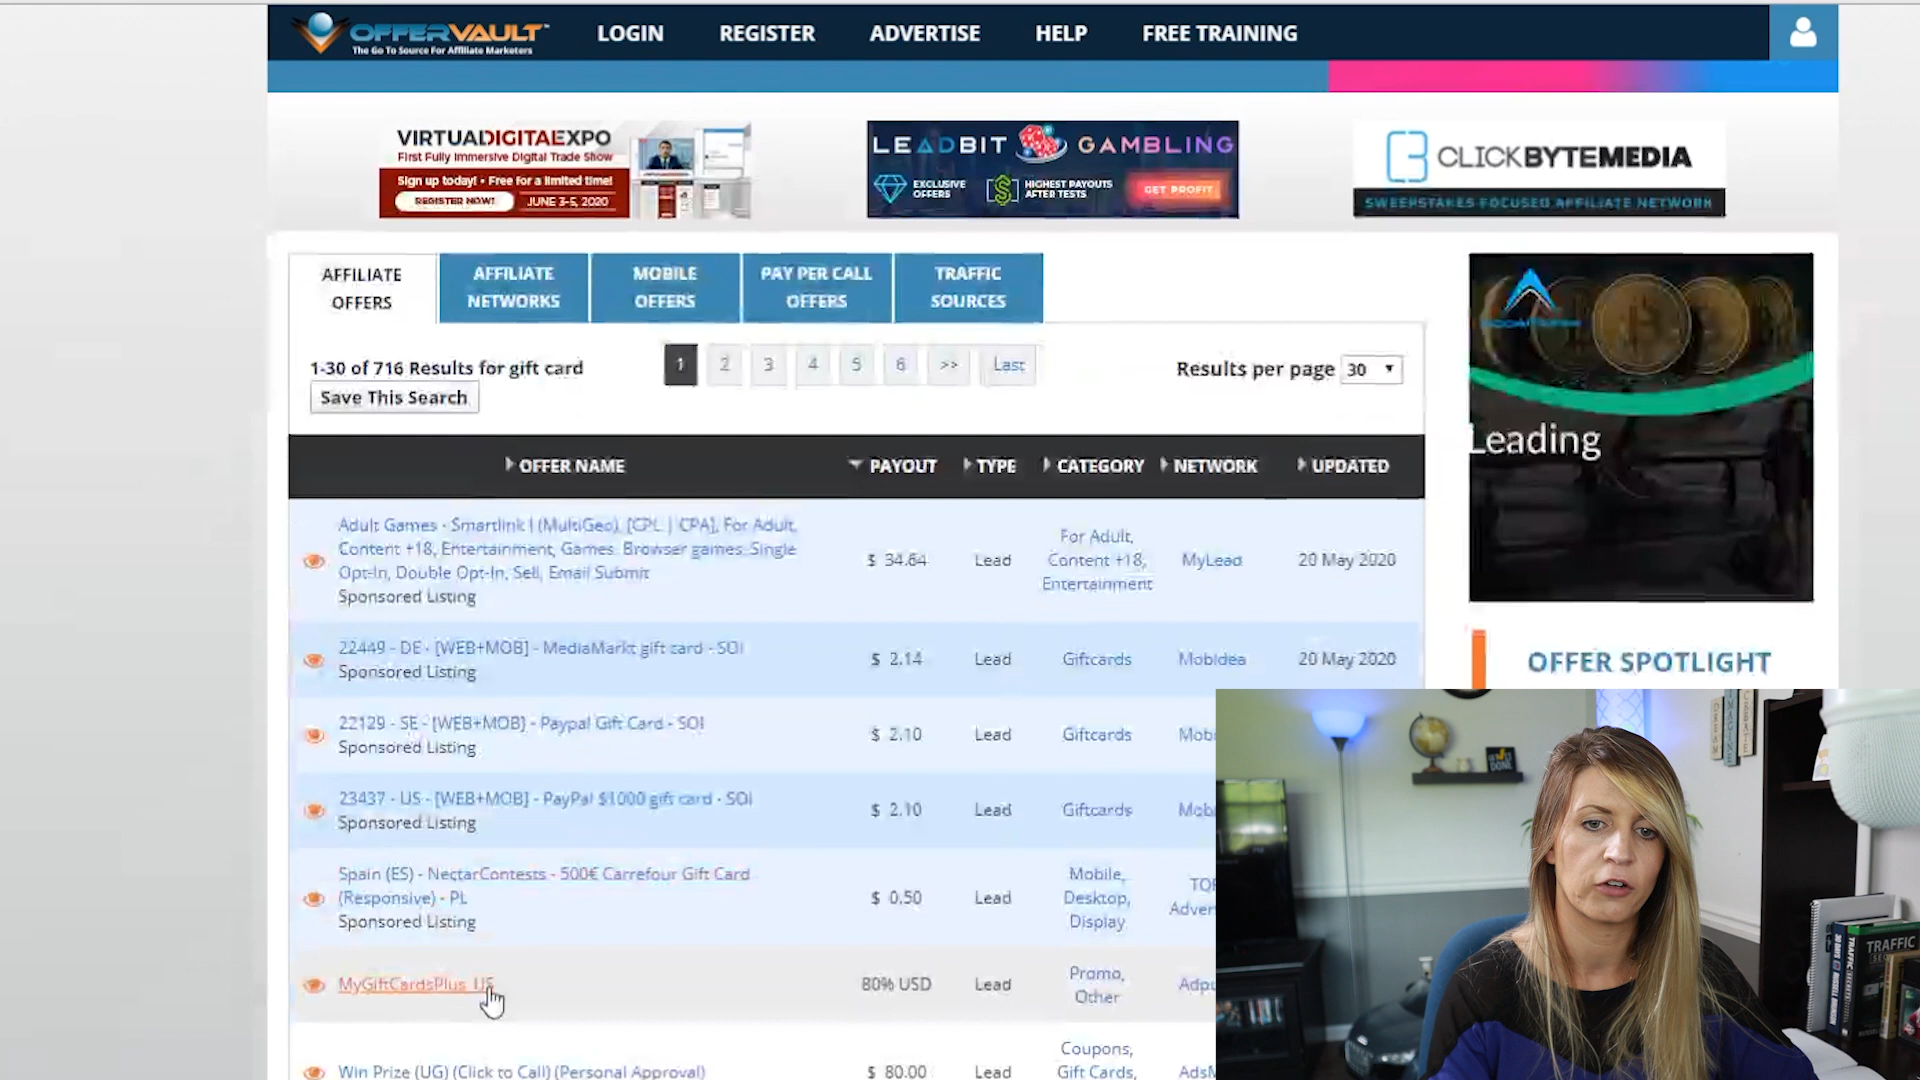 OFFERVAULT
The Go To Source For Affiliate Marketers
LOGIN
REGISTER
ADVERTISE
HELP
FREE TRAINING
VIRTUALDIGITALEXPO
First Fully Immersive Digital Trade Show
Sign up today! • Free for a limited time!
REGISTER NOW!
JUNE 3-5, 2020
LEADBIT GAMBLING
EXCLUSIVE
OFFERS
HIGHEST PAYOUTS
AFTER TESTS
GET PROFIT
CLICKBYTEMEDIA
SWEEPSTAKES FOCUSED AFFILIATE NETWORK
AFFILIATE
OFFERS
AFFILIATE
NETWORKS
MOBILE
OFFERS
PAY PER CALL
OFFERS
TRAFFIC
SOURCES
1-30 of 716 Results for gift card
Save This Search
1 2 3 4 5 6 >> Last
Results per page 30
Leading
OFFER NAME PAYOUT TYPE CATEGORY NETWORK UPDATED
Adult Games - Smartlink I (MultiGeo), [CPL | CPA], For Adult,
Content +18, Entertainment, Games, Browser games, Single
Opt-In, Double Opt-In, Sell, Email Submit
Sponsored Listing
$ 34.64
Lead
For Adult,
Content +18,
Entertainment
MyLead
20 May 2020
22449 - DE - [WEB+MOB] - MediaMarkt gift card - SOI
Sponsored Listing
$ 2.14
Lead
Giftcards
Mobidea
20 May 2020
OFFER SPOTLIGHT
22129 - SE - [WEB+MOB] - Paypal Gift Card - SOI
Sponsored Listing
$ 2.10
Lead
Giftcards
Mobi
23437 - US - [WEB+MOB] - PayPal $1000 gift card - SOI
Sponsored Listing
$ 2.10
Lead
Giftcards
Mobi
Spain (ES) - NectarContests - 500€ Carrefour Gift Card
(Responsive) - PL
Sponsored Listing
$ 0.50
Lead
Mobile,
Desktop,
Display
TOP
Adver
MyGiftCardsPlus US
80% USD
Lead
Promo,
Other
Adpu
Win Prize (UG) (Click to Call) (Personal Approval)
$ 80.00
Lead
Coupons,
Gift Cards,
AdsM
DONE
TRAFFIC